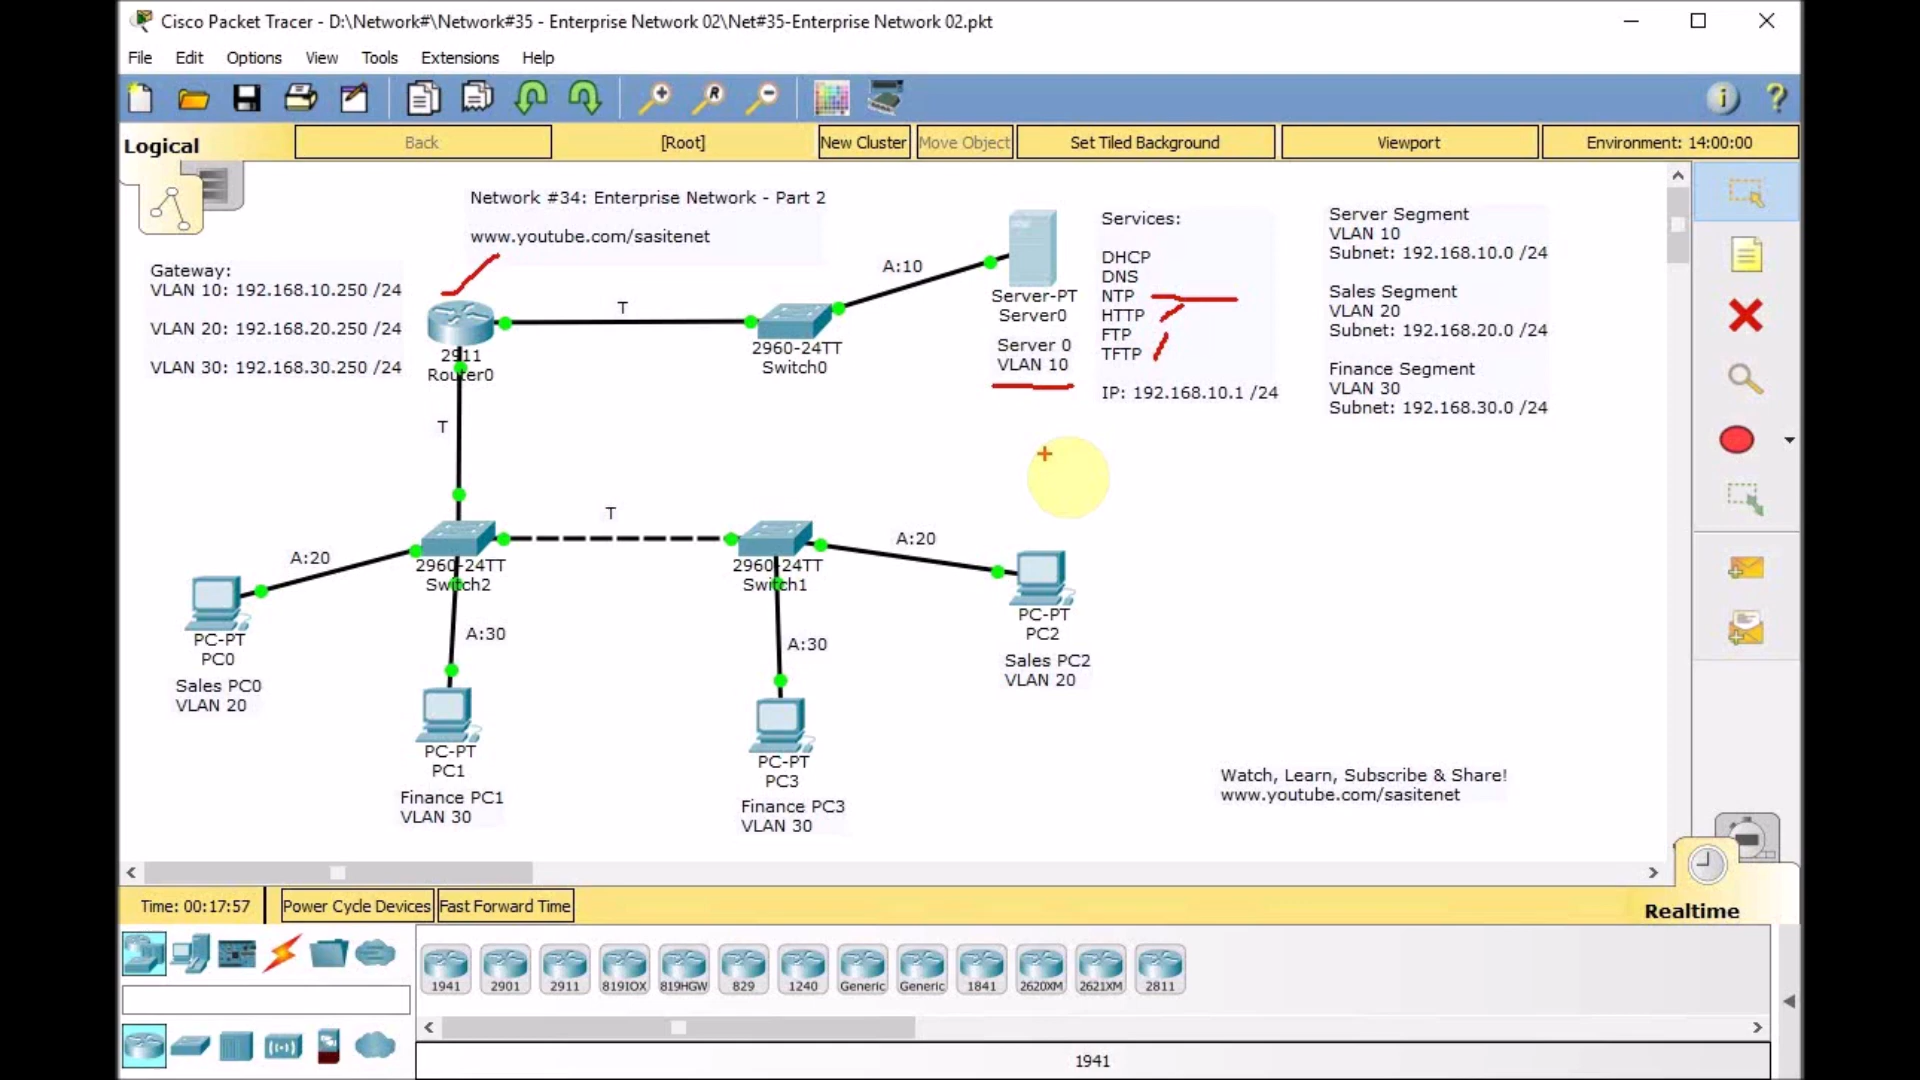 Cisco Packet Tracer - D:\Network#\Network#35 - Enterprise Network 02\Net#35-Enterprise Network 02.pkt
File Edit Options View Tools Extensions Help
Logical Back [Root] New Cluster Move Object Set Tiled Background Viewport Environment: 14:00:00
Network #34: Enterprise Network - Part 2
www.youtube.com/sasitenet
Gateway:
VLAN 10: 192.168.10.250 /24
VLAN 20: 192.168.20.250 /24
VLAN 30: 192.168.30.250 /24
2911
Router0
T
2960-24TT
Switch0
A:10
Server-PT
Server0
Server 0
VLAN 10
Services:
DHCP
DNS
NTP
HTTP
FTP
TFTP
IP: 192.168.10.1 /24
Server Segment
VLAN 10
Subnet: 192.168.10.0 /24
Sales Segment
VLAN 20
Subnet: 192.168.20.0 /24
Finance Segment
VLAN 30
Subnet: 192.168.30.0 /24
T
T
A:20
2960-24TT
Switch2
2960-24TT
Switch1
A:20
PC-PT
PC0
Sales PC0
VLAN 20
A:30
PC-PT
PC1
Finance PC1
VLAN 30
A:30
PC-PT
PC3
Finance PC3
VLAN 30
PC-PT
PC2
Sales PC2
VLAN 20
Watch, Learn, Subscribe & Share!
www.youtube.com/sasitenet
Time: 00:17:57 Power Cycle Devices Fast Forward Time Realtime
1941 2901 2911 819IOX 819HGW 829 1240 Generic Generic 1841 2620XM 2621XM 2811
1941